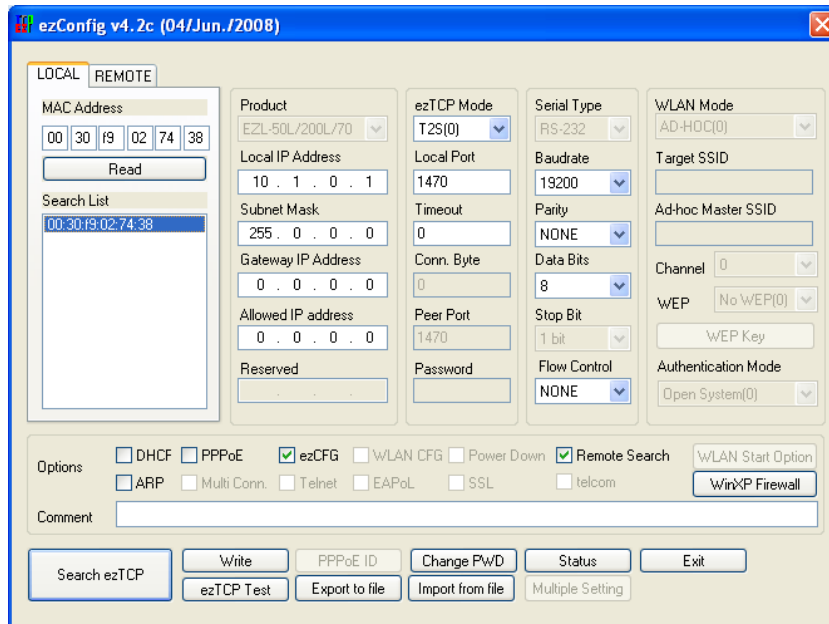 ezConfig v4.2c (04/Jun./2008)
LOCAL REMOTE
MAC Address
00 30 f9 02 74 38
Read
Search List
00:30:f9:02:74:38
Product
EZL-50L/200L/70
Local IP Address
10 . 1 . 0 . 1
Subnet Mask
255 . 0 . 0 . 0
Gateway IP Address
0 . 0 . 0 . 0
Allowed IP address
0 . 0 . 0 . 0
Reserved
. . .
ezTCP Mode
T2S(0)
Local Port
1470
Timeout
0
Conn. Byte
0
Peer Port
1470
Password
Serial Type
RS-232
Baudrate
19200
Parity
NONE
Data Bits
8
Stop Bit
1 bit
Flow Control
NONE
WLAN Mode
AD-HOC(0)
Target SSID
Ad-hoc Master SSID
Channel 0
WEP No WEP(0)
WEP Key
Authentication Mode
Open System(0)
Options
DHCP PPPoE ezCFG WLAN CFG Power Down Remote Search WLAN Start Option
ARP Multi Conn. Telnet EAPoL SSL telcom WinXP Firewall
Comment
Search ezTCP
Write PPPoE ID Change PWD Status Exit
ezTCP Test Export to file Import from file Multiple Setting